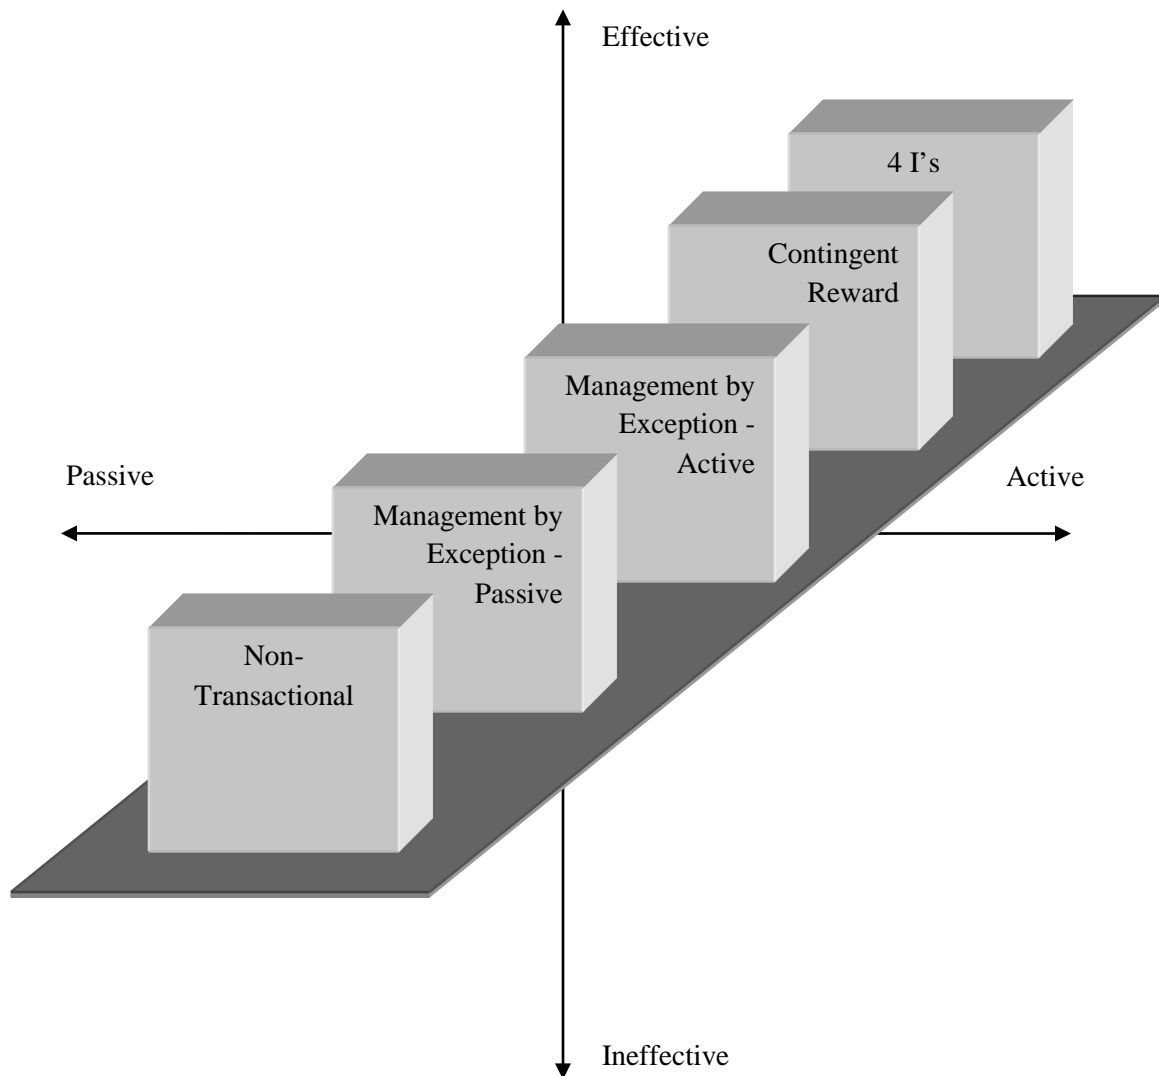 Effective
4 I’s
Contingent
Reward
Management by
Exception -
Active
Passive
Active
Management by
Exception -
Passive
Non-
Transactional
Ineffective